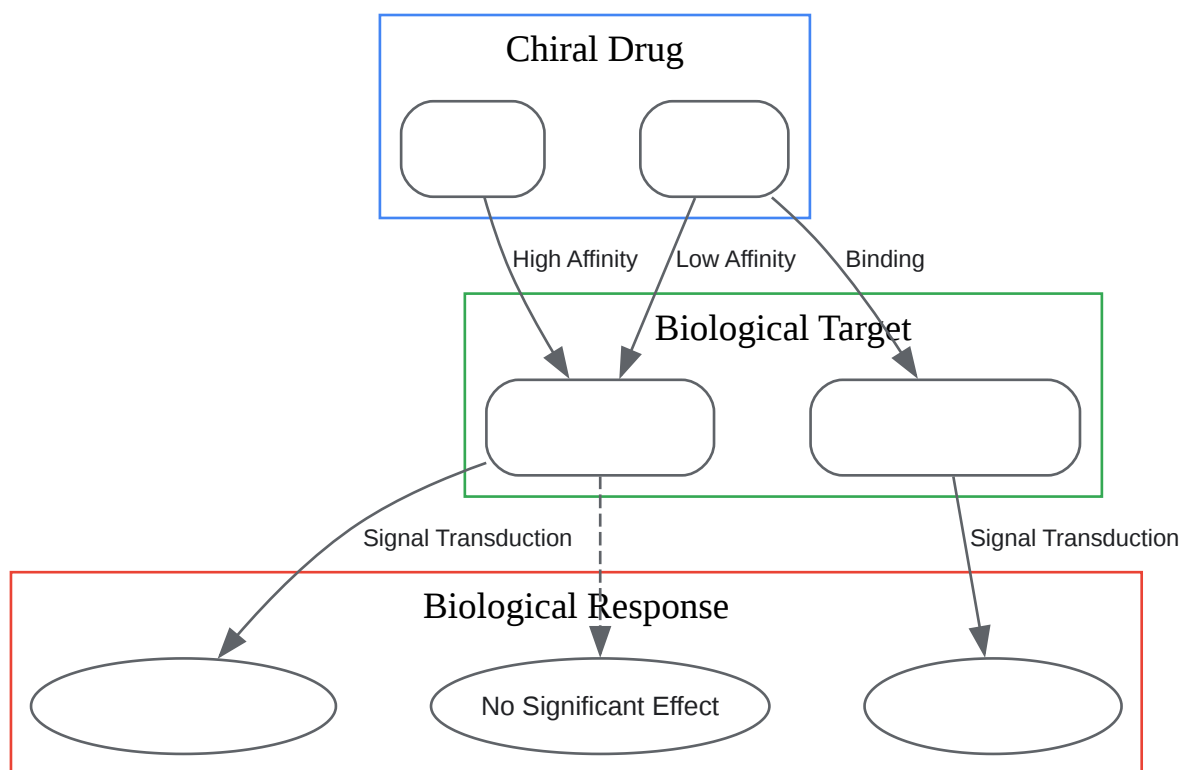 Chiral Drug
High Affinity
Low Affinity
Binding
Biological Target
Signal Transduction
Signal Transduction
Biological Response
No Significant Effect